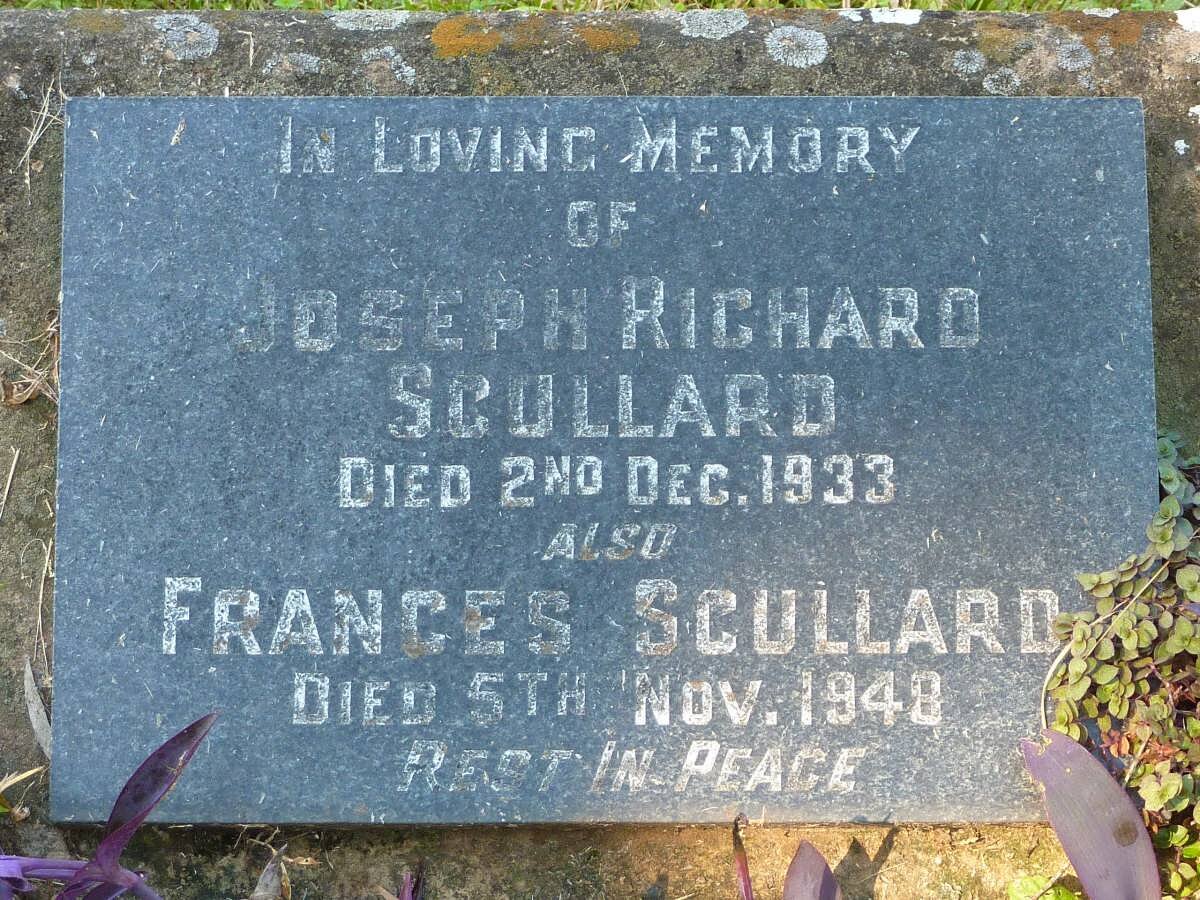 IN LOVING MEMORY
OF
JOSEPH RICHARD
SCULLARD
DIED 2ND DEC. 1933
ALSO
FRANCES SCULLARD
DIED 5TH NOV. 1948
REST IN PEACE